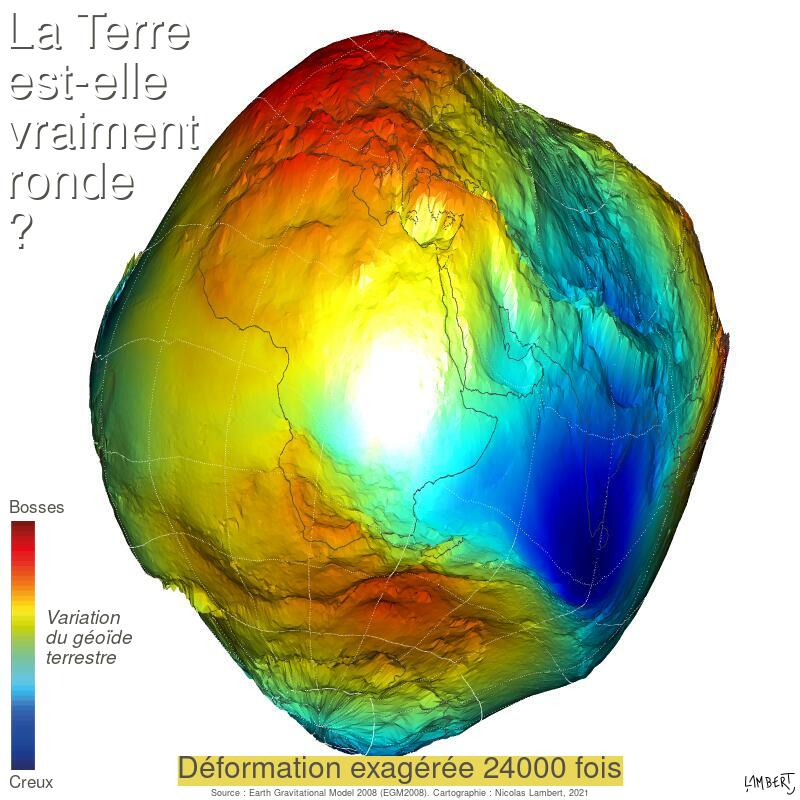 La Terre
est-elle
vraiment
ronde
?
Bosses
Variation
du géoïde
terrestre
Creux
Déformation exagérée 24000 fois
Source : Earth Gravitational Model 2008 (EGM2008). Cartographie : Nicolas Lambert, 2021
LAMBERT